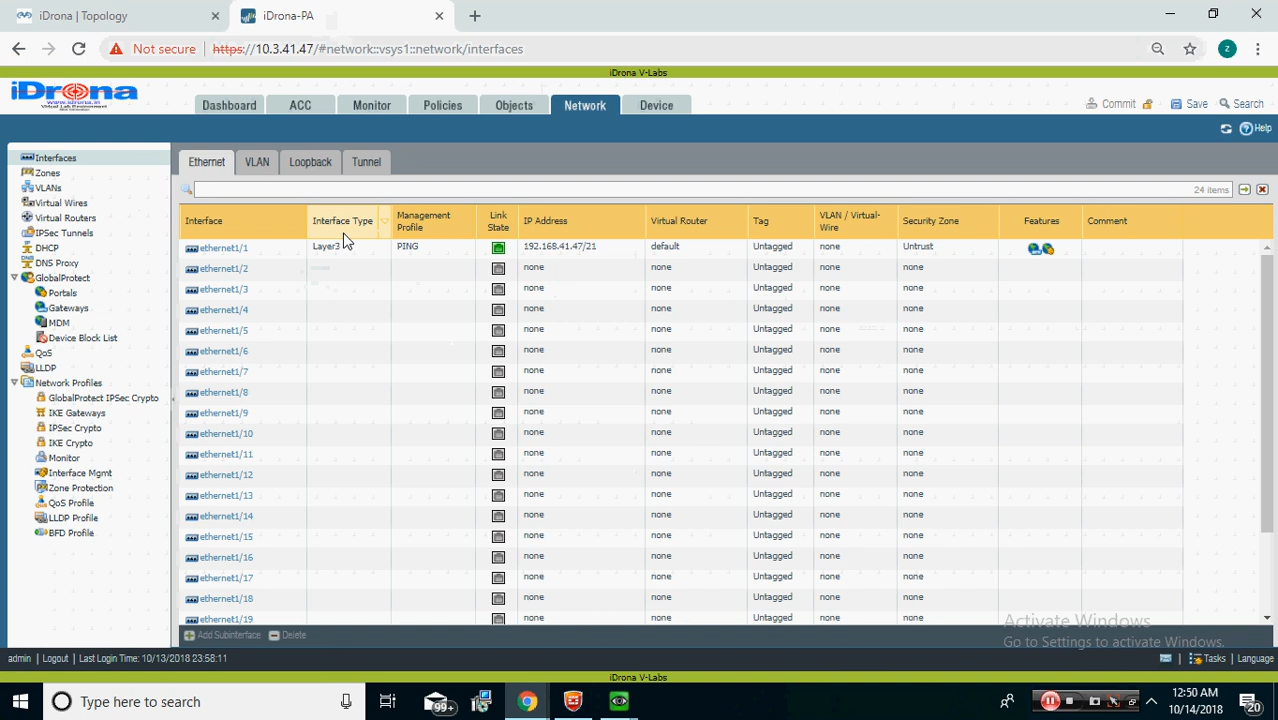 iDrona | Topology
iDrona-PA
Not secure
https://10.3.41.47/#network::vsys1::network/interfaces
z
iDrona V-Labs
iDrona
www.idrona.in
Dashboard
ACC
Monitor
Policies
Objects
Network
Device
Commit
Save
Search
Help
Interfaces
Zones
VLANs
Virtual Wires
Virtual Routers
IPSec Tunnels
DHCP
DNS Proxy
GlobalProtect
Portals
Gateways
MDM
Device Block List
QoS
LLDP
Network Profiles
GlobalProtect IPSec Crypto
IKE Gateways
IPSec Crypto
IKE Crypto
Monitor
Interface Mgmt
Zone Protection
QoS Profile
LLDP Profile
BFD Profile
Ethernet
VLAN
Loopback
Tunnel
24 items
Interface
Interface Type
Management Profile
Link State
IP Address
Virtual Router
Tag
VLAN / Virtual-Wire
Security Zone
Features
Comment
ethernet1/1 Layer3 PING 192.168.41.47/21 default Untagged none Untrust
ethernet1/2 none none Untagged none none
ethernet1/3 none none Untagged none none
ethernet1/4 none none Untagged none none
ethernet1/5 none none Untagged none none
ethernet1/6 none none Untagged none none
ethernet1/7 none none Untagged none none
ethernet1/8 none none Untagged none none
ethernet1/9 none none Untagged none none
ethernet1/10 none none Untagged none none
ethernet1/11 none none Untagged none none
ethernet1/12 none none Untagged none none
ethernet1/13 none none Untagged none none
ethernet1/14 none none Untagged none none
ethernet1/15 none none Untagged none none
ethernet1/16 none none Untagged none none
ethernet1/17 none none Untagged none none
ethernet1/18 none none Untagged none none
ethernet1/19 none none Untagged none none
Add Subinterface
Delete
Activate Windows
Go to Settings to activate Windows.
admin | Logout | Last Login Time: 10/13/2018 23:58:11
Tasks | Language
iDrona V-Labs
Type here to search
99+
12:50 AM
10/14/2018
20